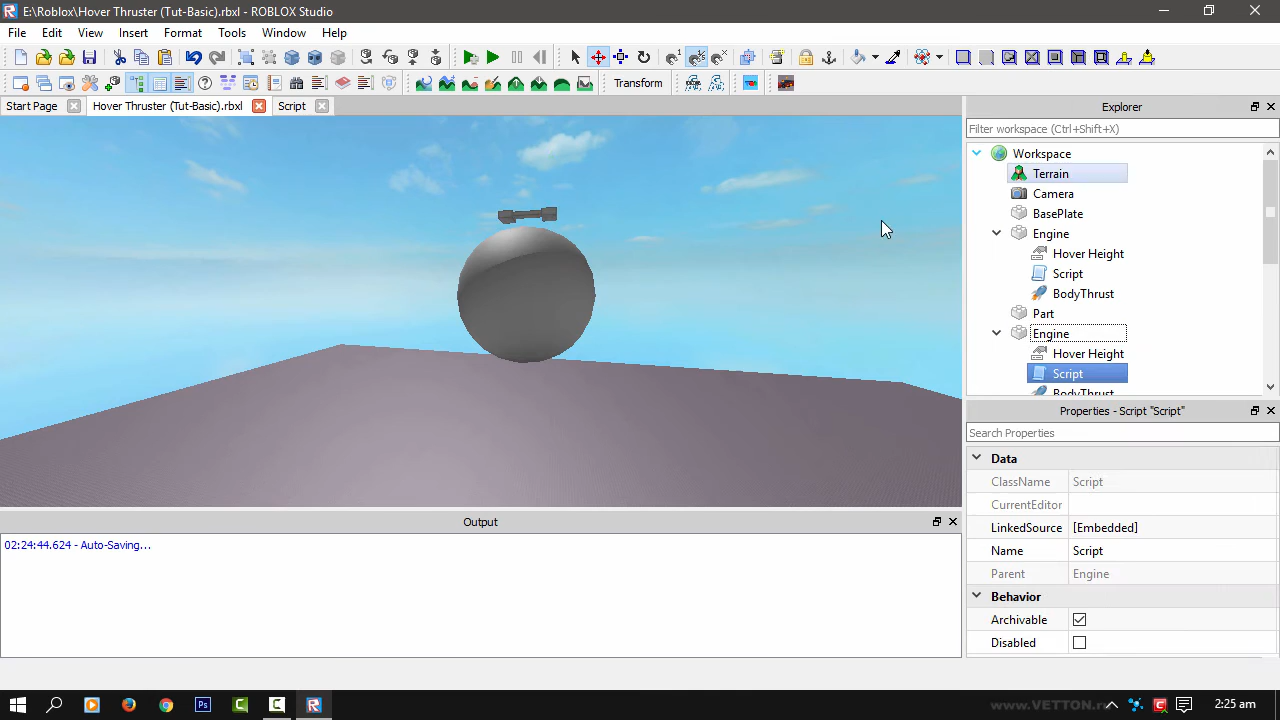 E:\Roblox\Hover Thruster (Tut-Basic).rbxl - ROBLOX Studio
File Edit View Insert Format Tools Window Help
Transform
Start Page Hover Thruster (Tut-Basic).rbxl Script
Explorer
Filter workspace (Ctrl+Shift+X)
Workspace
Terrain
Camera
BasePlate
Engine
Hover Height
Script
BodyThrust
Part
Engine
Hover Height
Script
BodyThrust
Properties - Script "Script"
Search Properties
Data
ClassName Script
CurrentEditor
LinkedSource [Embedded]
Name Script
Parent Engine
Behavior
Archivable
Disabled
Output
02:24:44.624 - Auto-Saving...
Ps
2:25 am